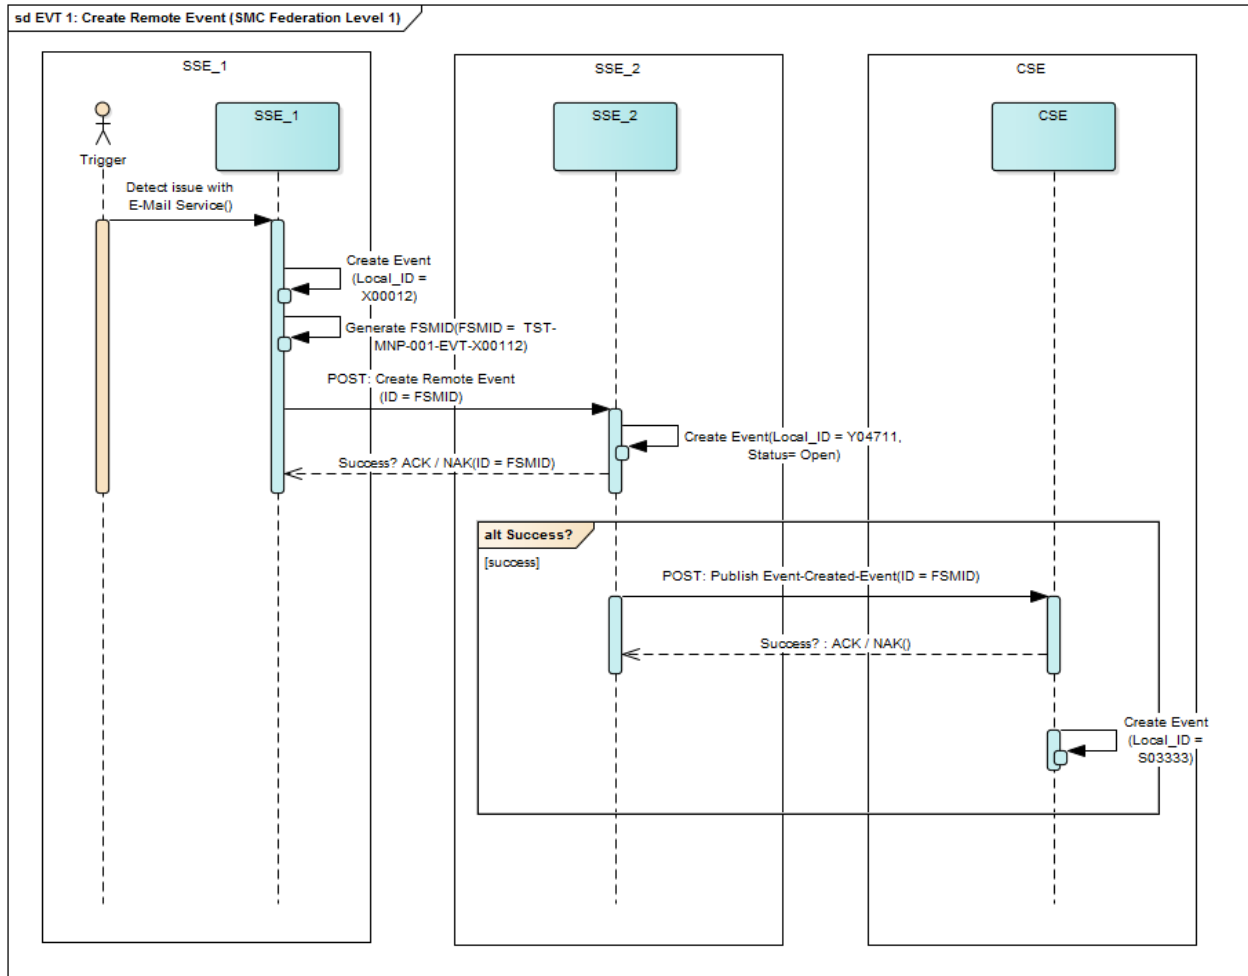 sd EVT 1: Create Remote Event (SMC Federation Level 1)
SSE_1
SSE_2
CSE
SSE_1
SSE_2
CSE
Trigger
Detect issue with
E-Mail Service()
Create Event
(Local_ID =
X00012)
Generate FSMID(FSMID = TST-
MNP-001-EVT-X00112)
POST: Create Remote Event
(ID = FSMID)
Create Event(Local_ID = Y04711,
Status= Open)
Success? ACK / NAK(ID = FSMID)
alt Success?
[success]
POST: Publish Event-Created-Event(ID = FSMID)
Success? : ACK / NAK()
Create Event
(Local_ID =
S03333)